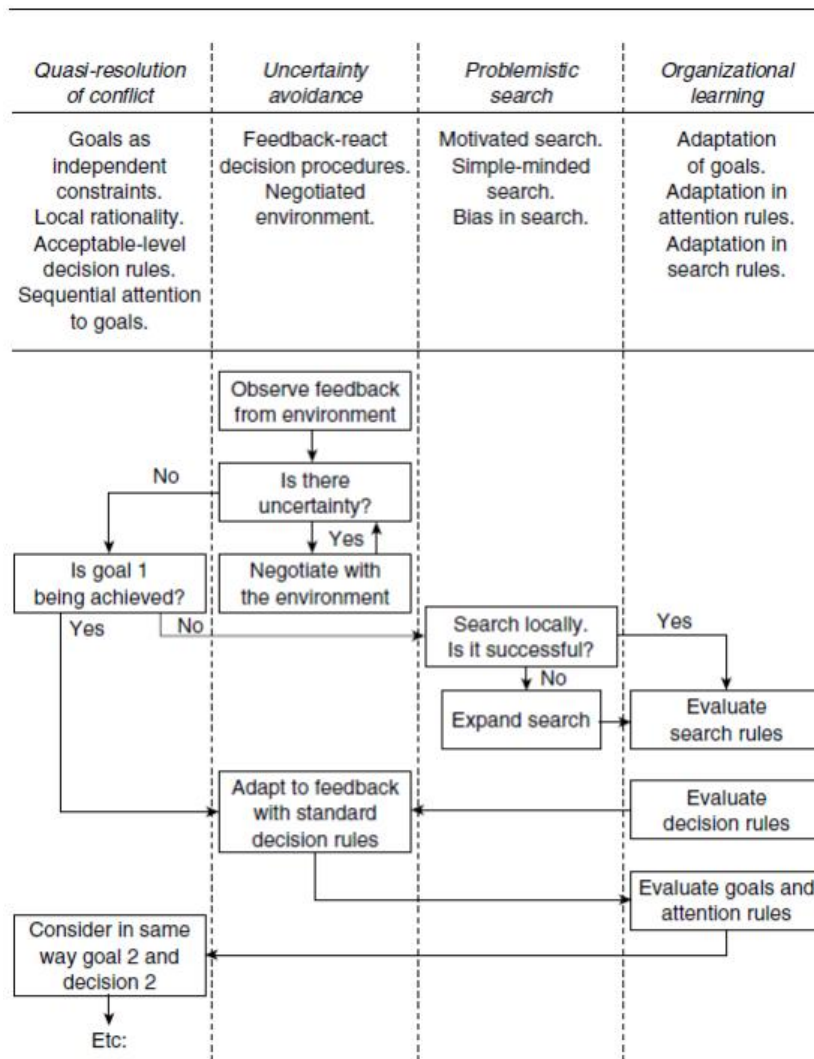 Quasi-resolution
of conflict
Uncertainty
avoidance
Problemistic
search
Organizational
learning
Goals as
independent
constraints.
Local rationality.
Acceptable-level
decision rules.
Sequential attention
to goals.
Feedback-react
decision procedures.
Negotiated
environment.
Motivated search.
Simple-minded
search.
Bias in search.
Adaptation
of goals.
Adaptation in
attention rules.
Adaptation in
search rules.
Observe feedback
from environment
No
Is there
uncertainty?
Yes
Is goal 1
being achieved?
Negotiate with
the environment
Yes
No
Search locally.
Is it successful?
Yes
No
Expand search
Evaluate
search rules
Adapt to feedback
with standard
decision rules
Evaluate
decision rules
Evaluate goals and
attention rules
Consider in same
way goal 2 and
decision 2
Etc: